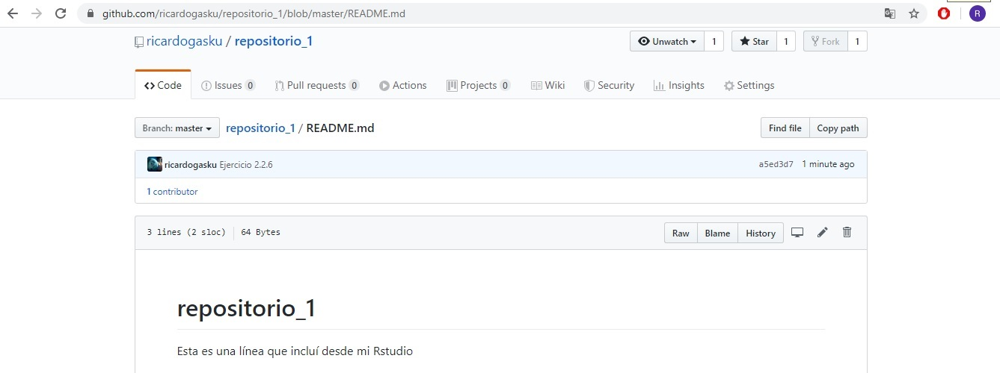 github.com/ricardogasku/repositorio_1/blob/master/README.md
R
ricardogasku / repositorio_1
Unwatch 1
Star 1
Fork 1
Code
Issues 0
Pull requests 0
Actions
Projects 0
Wiki
Security
Insights
Settings
Branch: master
repositorio_1 / README.md
Find file
Copy path
ricardogasku Ejercicio 2.2.6
a5ed3d7 1 minute ago
1 contributor
3 lines (2 sloc) 64 Bytes
Raw
Blame
History
repositorio_1
Esta es una línea que incluí desde mi Rstudio